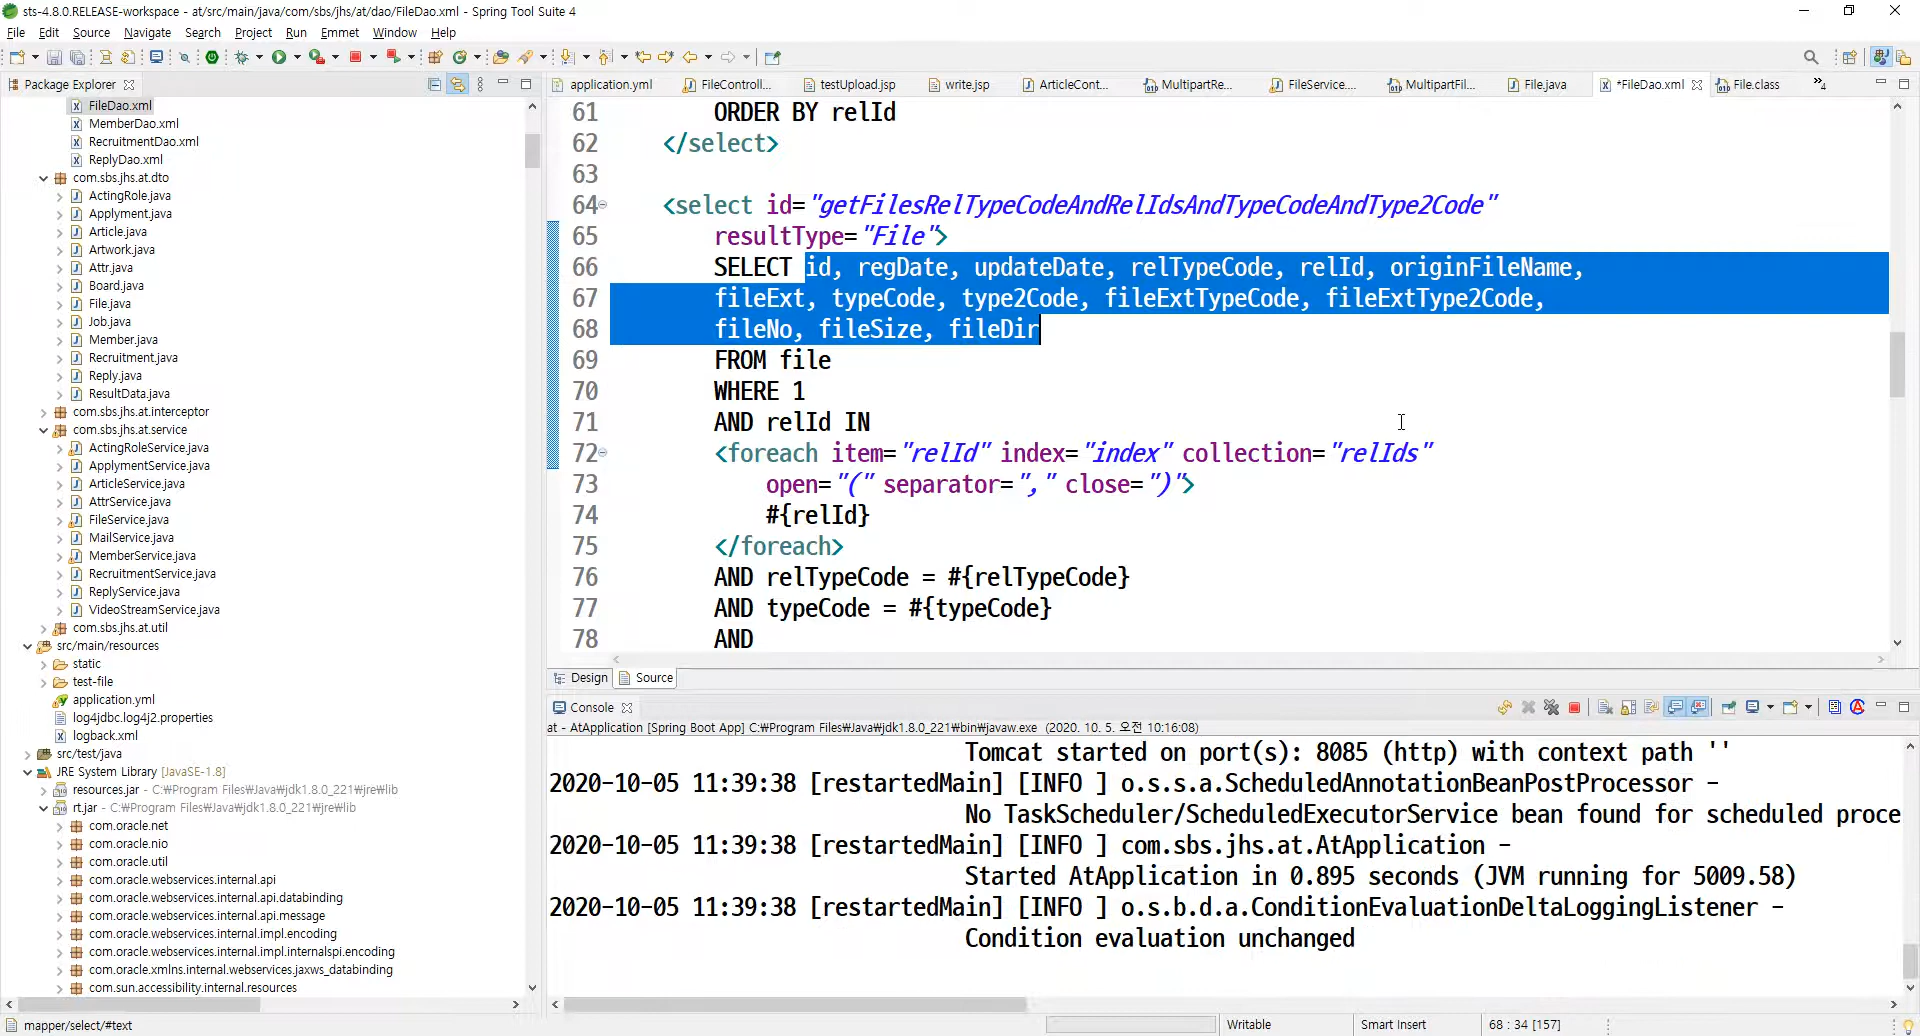 sts-4.8.0.RELEASE-workspace - at/src/main/java/com/sbs/jhs/at/dao/FileDao.xml - Spring Tool Suite 4
File Edit Source Navigate Search Project Run Emmet Window Help
Package Explorer
FileDao.xml
MemberDao.xml
RecruitmentDao.xml
ReplyDao.xml
com.sbs.jhs.at.dto
ActingRole.java
Applyment.java
Article.java
Artwork.java
Attr.java
Board.java
File.java
Job.java
Member.java
Recruitment.java
Reply.java
ResultData.java
com.sbs.jhs.at.interceptor
com.sbs.jhs.at.service
ActingRoleService.java
ApplymentService.java
ArticleService.java
AttrService.java
FileService.java
MailService.java
MemberService.java
RecruitmentService.java
ReplyService.java
VideoStreamService.java
com.sbs.jhs.at.util
src/main/resources
static
test-file
application.yml
log4jdbc.log4j2.properties
logback.xml
src/test/java
JRE System Library [JavaSE-1.8]
resources.jar - C:₩Program Files₩Java₩jdk1.8.0_221₩jre₩lib
rt.jar - C:₩Program Files₩Java₩jdk1.8.0_221₩jre₩lib
com.oracle.net
com.oracle.nio
com.oracle.util
com.oracle.webservices.internal.api
com.oracle.webservices.internal.api.databinding
com.oracle.webservices.internal.api.message
com.oracle.webservices.internal.impl.encoding
com.oracle.webservices.internal.impl.internalspi.encoding
com.oracle.xmlns.internal.webservices.jaxws_databinding
com.sun.accessibility.internal.resources
application.yml FileControll... testUpload.jsp write.jsp ArticleCont... MultipartRe... FileService.... MultipartFil... File.java *FileDao.xml File.class »4
61 ORDER BY relId
62 </select>
63
64 <select id="getFilesRelTypeCodeAndRelIdsAndTypeCodeAndType2Code"
65 resultType="File">
66 SELECT id, regDate, updateDate, relTypeCode, relId, originFileName,
67 fileExt, typeCode, type2Code, fileExtTypeCode, fileExtType2Code,
68 fileNo, fileSize, fileDir
69 FROM file
70 WHERE 1
71 AND relId IN
72 <foreach item="relId" index="index" collection="relIds"
73 open="(" separator="," close=")">
74 #{relId}
75 </foreach>
76 AND relTypeCode = #{relTypeCode}
77 AND typeCode = #{typeCode}
78 AND
Design Source
Console
at - AtApplication [Spring Boot App] C:₩Program Files₩Java₩jdk1.8.0_221₩bin₩javaw.exe (2020. 10. 5. 오전 10:16:08)
Tomcat started on port(s): 8085 (http) with context path ''
2020-10-05 11:39:38 [restartedMain] [INFO ] o.s.s.a.ScheduledAnnotationBeanPostProcessor -
No TaskScheduler/ScheduledExecutorService bean found for scheduled proce
2020-10-05 11:39:38 [restartedMain] [INFO ] com.sbs.jhs.at.AtApplication -
Started AtApplication in 0.895 seconds (JVM running for 5009.58)
2020-10-05 11:39:38 [restartedMain] [INFO ] o.s.b.d.a.ConditionEvaluationDeltaLoggingListener -
Condition evaluation unchanged
mapper/select/#text
Writable
Smart Insert
68 : 34 [157]